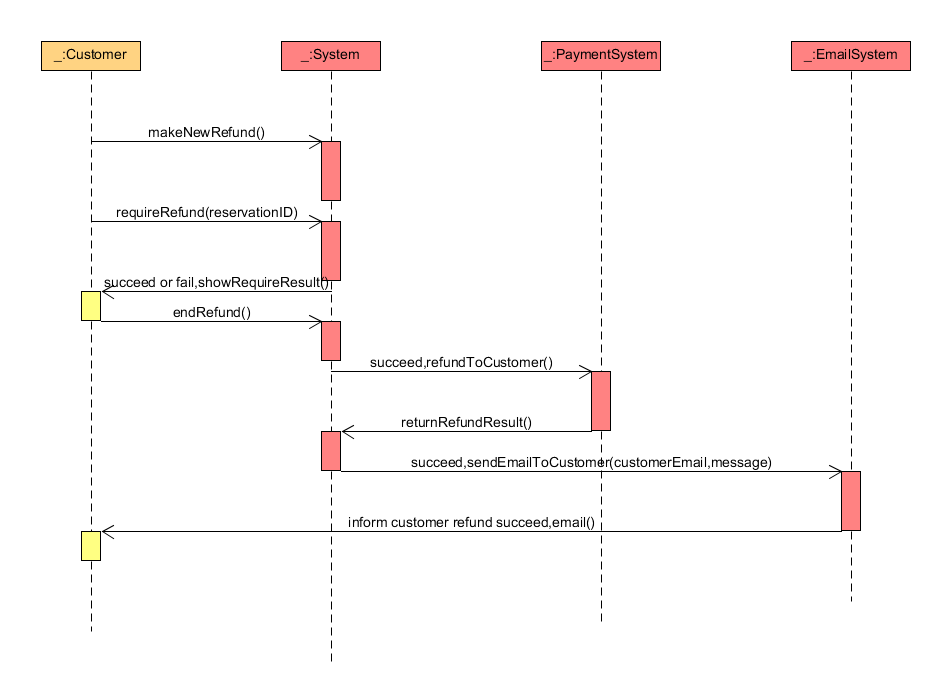 _:Customer
_:System
_:PaymentSystem
_:EmailSystem
makeNewRefund()
requireRefund(reservationID)
succeed or fail,showRequireResult()
endRefund()
succeed,refundToCustomer()
returnRefundResult()
succeed,sendEmailToCustomer(customerEmail,message)
inform customer refund succeed,email()